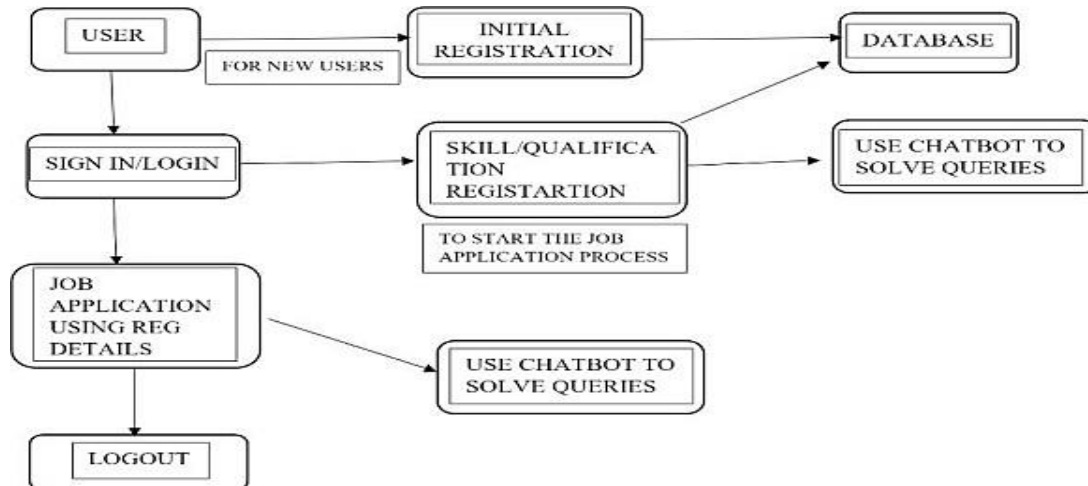 USER
INITIAL
REGISTRATION
DATABASE
FOR NEW USERS
SIGN IN/LOGIN
SKILL/QUALIFICA
TION
REGISTARTION
USE CHATBOT TO
SOLVE QUERIES
TO START THE JOB
APPLICATION PROCESS
JOB
APPLICATION
USING REG
DETAILS
USE CHATBOT TO
SOLVE QUERIES
LOGOUT